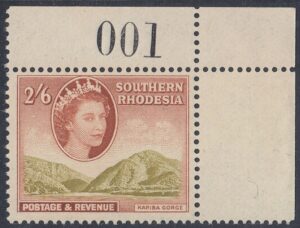 001
2/6
SOUTHERN
RHODESIA
POSTAGE & REVENUE
KARIBA GORGE